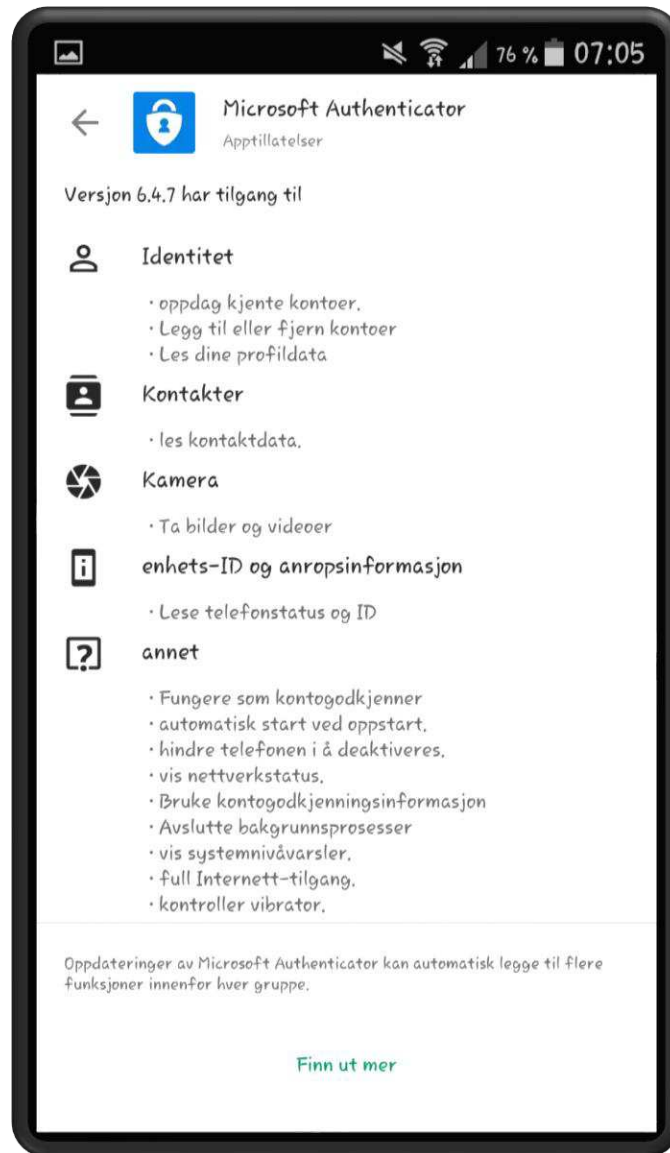 76 % 07:05
Microsoft Authenticator
Apptillatelser
Versjon 6.4.7 har tilgang til
Identitet
· oppdag kjente kontoer.
· Legg til eller fjern kontoer
· Les dine profildata
Kontakter
· les kontaktdata.
Kamera
· Ta bilder og videoer
enhets-ID og anropsinformasjon
· Lese telefonstatus og ID
annet
· Fungere som kontogodkjenner
· automatisk start ved oppstart.
· hindre telefonen i å deaktiveres.
· vis nettverkstatus.
· Bruke kontogodkjenningsinformasjon
· Avslutte bakgrunnsprosesser
· vis systemnivåvarsler.
· full Internett-tilgang.
· kontroller vibrator.
Oppdateringer av Microsoft Authenticator kan automatisk legge til flere
funksjoner innenfor hver gruppe.
Finn ut mer